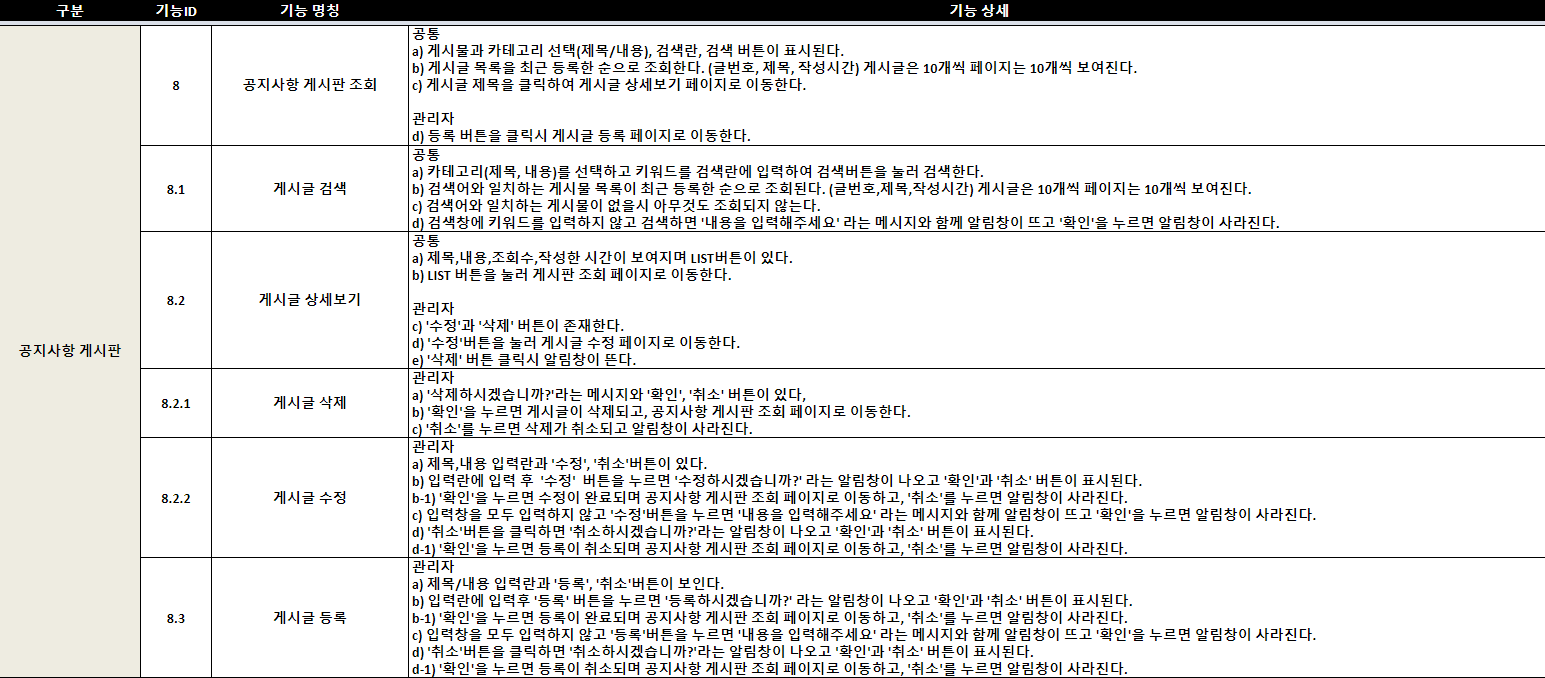 구분 기능ID 기능 명칭 기능 상세
공지사항 게시판
8 공지사항 게시판 조회
공통
a) 게시물과 카테고리 선택(제목/내용), 검색란, 검색 버튼이 표시된다.
b) 게시글 목록을 최근 등록한 순으로 조회한다. (글번호, 제목, 작성시간) 게시글은 10개씩 페이지는 10개씩 보여진다.
c) 게시글 제목을 클릭하여 게시글 상세보기 페이지로 이동한다.
관리자
d) 등록 버튼을 클릭시 게시글 등록 페이지로 이동한다.
8.1 게시글 검색
공통
a) 카테고리(제목, 내용)를 선택하고 키워드를 검색란에 입력하여 검색버튼을 눌러 검색한다.
b) 검색어와 일치하는 게시물 목록이 최근 등록한 순으로 조회된다. (글번호,제목,작성시간) 게시글은 10개씩 페이지는 10개씩 보여진다.
c) 검색어와 일치하는 게시물이 없을시 아무것도 조회되지 않는다.
d) 검색창에 키워드를 입력하지 않고 검색하면 '내용을 입력해주세요' 라는 메시지와 함께 알림창이 뜨고 '확인'을 누르면 알림창이 사라진다.
8.2 게시글 상세보기
공통
a) 제목,내용,조회수,작성한 시간이 보여지며 LIST버튼이 있다.
b) LIST 버튼을 눌러 게시판 조회 페이지로 이동한다.
관리자
c) '수정'과 '삭제' 버튼이 존재한다.
d) '수정'버튼을 눌러 게시글 수정 페이지로 이동한다.
e) '삭제' 버튼 클릭시 알림창이 뜬다.
8.2.1 게시글 삭제
관리자
a) '삭제하시겠습니까?'라는 메시지와 '확인', '취소' 버튼이 있다,
b) '확인'을 누르면 게시글이 삭제되고, 공지사항 게시판 조회 페이지로 이동한다.
c) '취소'를 누르면 삭제가 취소되고 알림창이 사라진다.
8.2.2 게시글 수정
관리자
a) 제목,내용 입력란과 '수정', '취소'버튼이 있다.
b) 입력란에 입력 후 '수정' 버튼을 누르면 '수정하시겠습니까?' 라는 알림창이 나오고 '확인'과 '취소' 버튼이 표시된다.
b-1) '확인'을 누르면 수정이 완료되며 공지사항 게시판 조회 페이지로 이동하고, '취소'를 누르면 알림창이 사라진다.
c) 입력창을 모두 입력하지 않고 '수정'버튼을 누르면 '내용을 입력해주세요' 라는 메시지와 함께 알림창이 뜨고 '확인'을 누르면 알림창이 사라진다.
d) '취소'버튼을 클릭하면 '취소하시겠습니까?'라는 알림창이 나오고 '확인'과 '취소' 버튼이 표시된다.
d-1) '확인'을 누르면 등록이 취소되며 공지사항 게시판 조회 페이지로 이동하고, '취소'를 누르면 알림창이 사라진다.
8.3 게시글 등록
관리자
a) 제목/내용 입력란과 '등록', '취소'버튼이 보인다.
b) 입력란에 입력후 '등록' 버튼을 누르면 '등록하시겠습니까?' 라는 알림창이 나오고 '확인'과 '취소' 버튼이 표시된다.
b-1) '확인'을 누르면 등록이 완료되며 공지사항 게시판 조회 페이지로 이동하고, '취소'를 누르면 알림창이 사라진다.
c) 입력창을 모두 입력하지 않고 '등록'버튼을 누르면 '내용을 입력해주세요' 라는 메시지와 함께 알림창이 뜨고 '확인'을 누르면 알림창이 사라진다.
d) '취소'버튼을 클릭하면 '취소하시겠습니까?'라는 알림창이 나오고 '확인'과 '취소' 버튼이 표시된다.
d-1) '확인'을 누르면 등록이 취소되며 공지사항 게시판 조회 페이지로 이동하고, '취소'를 누르면 알림창이 사라진다.